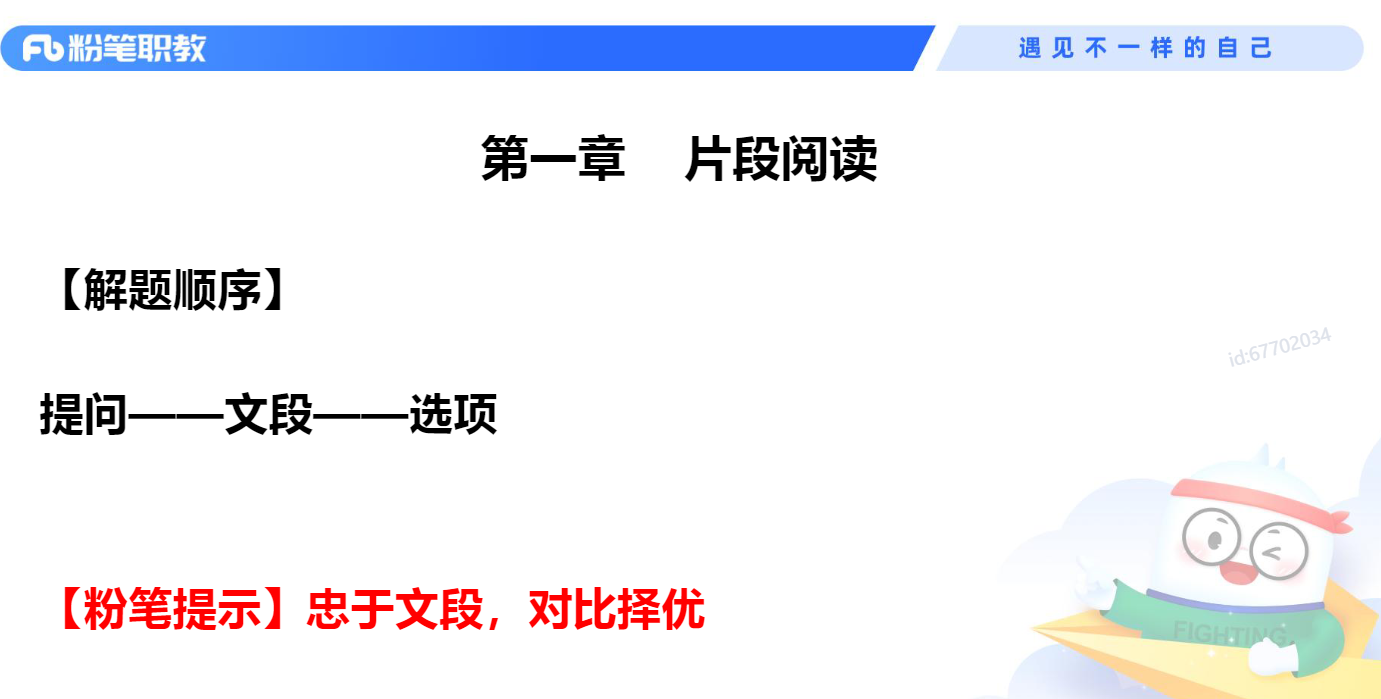 粉笔职教
遇见不一样的自己
第一章 片段阅读
【解题顺序】
id:67702034
提问——文段——选项
【粉笔提示】忠于文段，对比择优
FIGHTING